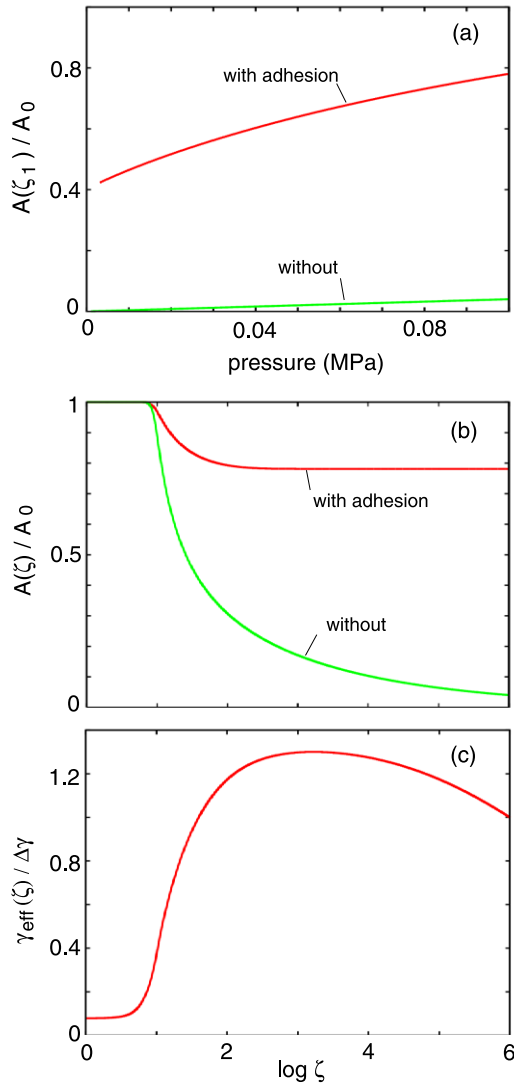 (a)
0.8
with adhesion
A(ζ₁) / A₀
0.4
without
0
0 0.04 0.08
pressure (MPa)
1
(b)
with adhesion
A(ζ) / A₀
0.5
without
0
(c)
1.2
γeff(ζ) / Δγ
0.8
0.4
0
0 2 4 6
log ζ